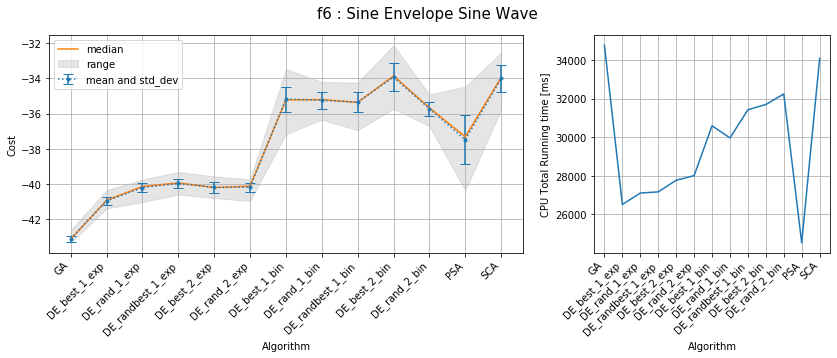 f6 : Sine Envelope Sine Wave
median
range
mean and std_dev
Cost
−32
−34
−36
−38
−40
−42
GA
DE_best_1_exp
DE_rand_1_exp
DE_randbest_1_exp
DE_best_2_exp
DE_rand_2_exp
DE_best_1_bin
DE_rand_1_bin
DE_randbest_1_bin
DE_best_2_bin
DE_rand_2_bin
PSA
SCA
Algorithm
CPU Total Running time [ms]
34000
32000
30000
28000
26000
GA
DE_best_1_exp
DE_rand_1_exp
DE_randbest_1_exp
DE_best_2_exp
DE_rand_2_exp
DE_best_1_bin
DE_rand_1_bin
DE_randbest_1_bin
DE_best_2_bin
DE_rand_2_bin
PSA
SCA
Algorithm